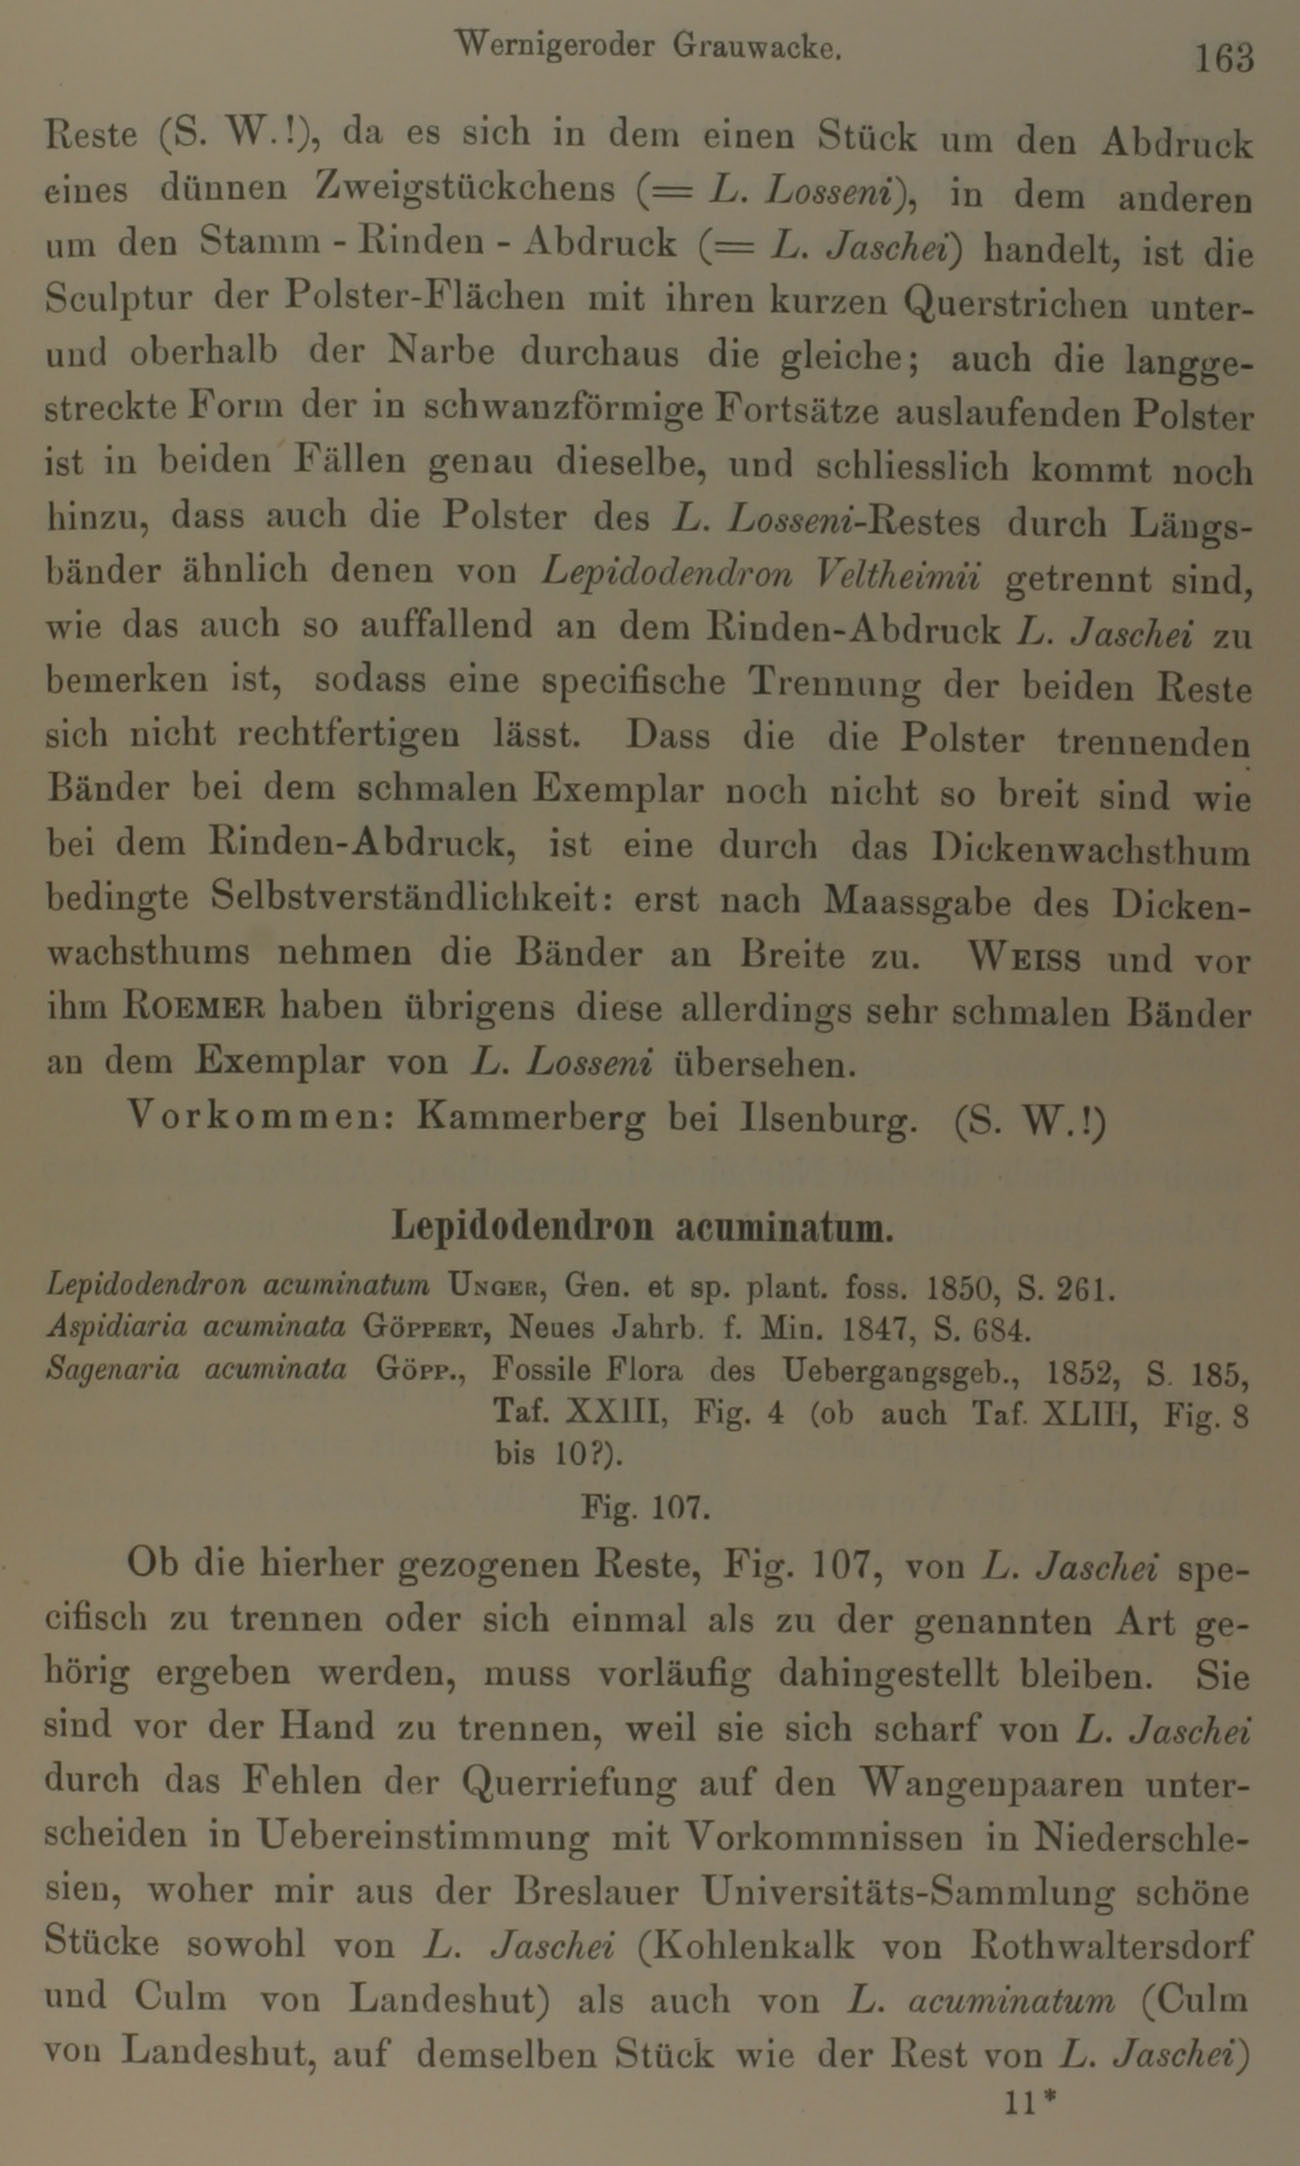 Wernigeroder Grauwacke. 163
Reste (S. W.!), da es sich in dem einen Stück um den Abdruck
eines dünnen Zweigstückchens (= L. Losseni), in dem anderen
um den Stamm - Rinden - Abdruck (= L. Jaschei) handelt, ist die
Sculptur der Polster-Flächen mit ihren kurzen Querstrichen unter-
und oberhalb der Narbe durchaus die gleiche; auch die langge-
streckte Form der in schwanzförmige Fortsätze auslaufenden Polster
ist in beiden Fällen genau dieselbe, und schliesslich kommt noch
hinzu, dass auch die Polster des L. Losseni-Restes durch Längs-
bänder ähnlich denen von Lepidodendron Veltheimii getrennt sind,
wie das auch so auffallend an dem Rinden-Abdruck L. Jaschei zu
bemerken ist, sodass eine specifische Trennung der beiden Reste
sich nicht rechtfertigen lässt. Dass die die Polster trennenden
Bänder bei dem schmalen Exemplar noch nicht so breit sind wie
bei dem Rinden-Abdruck, ist eine durch das Dickenwachsthum
bedingte Selbstverständlichkeit: erst nach Maassgabe des Dicken-
wachsthums nehmen die Bänder an Breite zu. WEISS und vor
ihm ROEMER haben übrigens diese allerdings sehr schmalen Bänder
an dem Exemplar von L. Losseni übersehen.
Vorkommen: Kammerberg bei Ilsenburg. (S. W.!)
Lepidodendron acuminatum.
Lepidodendron acuminatum UNGER, Gen. et sp. plant. foss. 1850, S. 261.
Aspidiaria acuminata GÖPPERT, Neues Jahrb. f. Min. 1847, S. 684.
Sagenaria acuminata GÖPP., Fossile Flora des Uebergangsgeb., 1852, S. 185,
Taf. XXIII, Fig. 4 (ob auch Taf. XLIII, Fig. 8
bis 10?).
Fig. 107.
Ob die hierher gezogenen Reste, Fig. 107, von L. Jaschei spe-
cifisch zu trennen oder sich einmal als zu der genannten Art ge-
hörig ergeben werden, muss vorläufig dahingestellt bleiben. Sie
sind vor der Hand zu trennen, weil sie sich scharf von L. Jaschei
durch das Fehlen der Querriefung auf den Wangenpaaren unter-
scheiden in Uebereinstimmung mit Vorkommnissen in Niederschle-
sien, woher mir aus der Breslauer Universitäts-Sammlung schöne
Stücke sowohl von L. Jaschei (Kohlenkalk von Rothwaltersdorf
und Culm von Landeshut) als auch von L. acuminatum (Culm
von Landeshut, auf demselben Stück wie der Rest von L. Jaschei)
11*